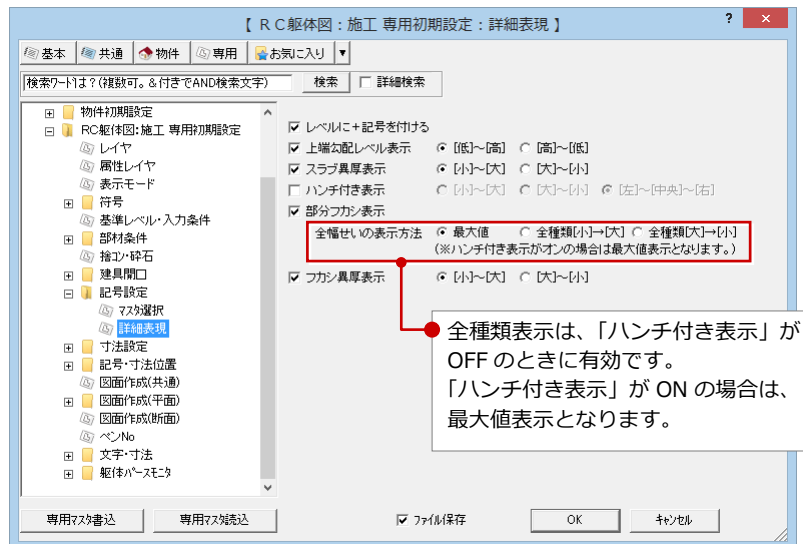 【 RC躯体図：施工 専用初期設定：詳細表現 】
? ×
基本 共通 物件 専用 お気に入り ▼
検索ワードは？(複数可。＆付きでAND検索文字) 検索 詳細検索
物件初期設定
RC躯体図：施工 専用初期設定
レイヤ
属性レイヤ
表示モード
符号
基準レベル・入力条件
部材条件
捨コン・砕石
建具開口
記号設定
マスタ選択
詳細表現
寸法設定
記号・寸法位置
図面作成(共通)
図面作成(平面)
図面作成(断面)
ペンNo
文字・寸法
躯体パースモニタ
レベルに＋記号を付ける
上端勾配レベル表示 [低]～[高] [高]～[低]
スラブ異厚表示 [小]～[大] [大]～[小]
ハンチ付き表示 [小]～[大] [大]～[小] [左]～[中央]～[右]
部分フカシ表示
全幅せいの表示方法 最大値 全種類[小]→[大] 全種類[大]→[小]
(※ハンチ付き表示がオンの場合は最大値表示となります。)
フカシ異厚表示 [小]～[大] [大]～[小]
全種類表示は、「ハンチ付き表示」が
OFF のときに有効です。
「ハンチ付き表示」が ON の場合は、
最大値表示となります。
専用マスタ書込 専用マスタ読込 ファイル保存 OK キャンセル